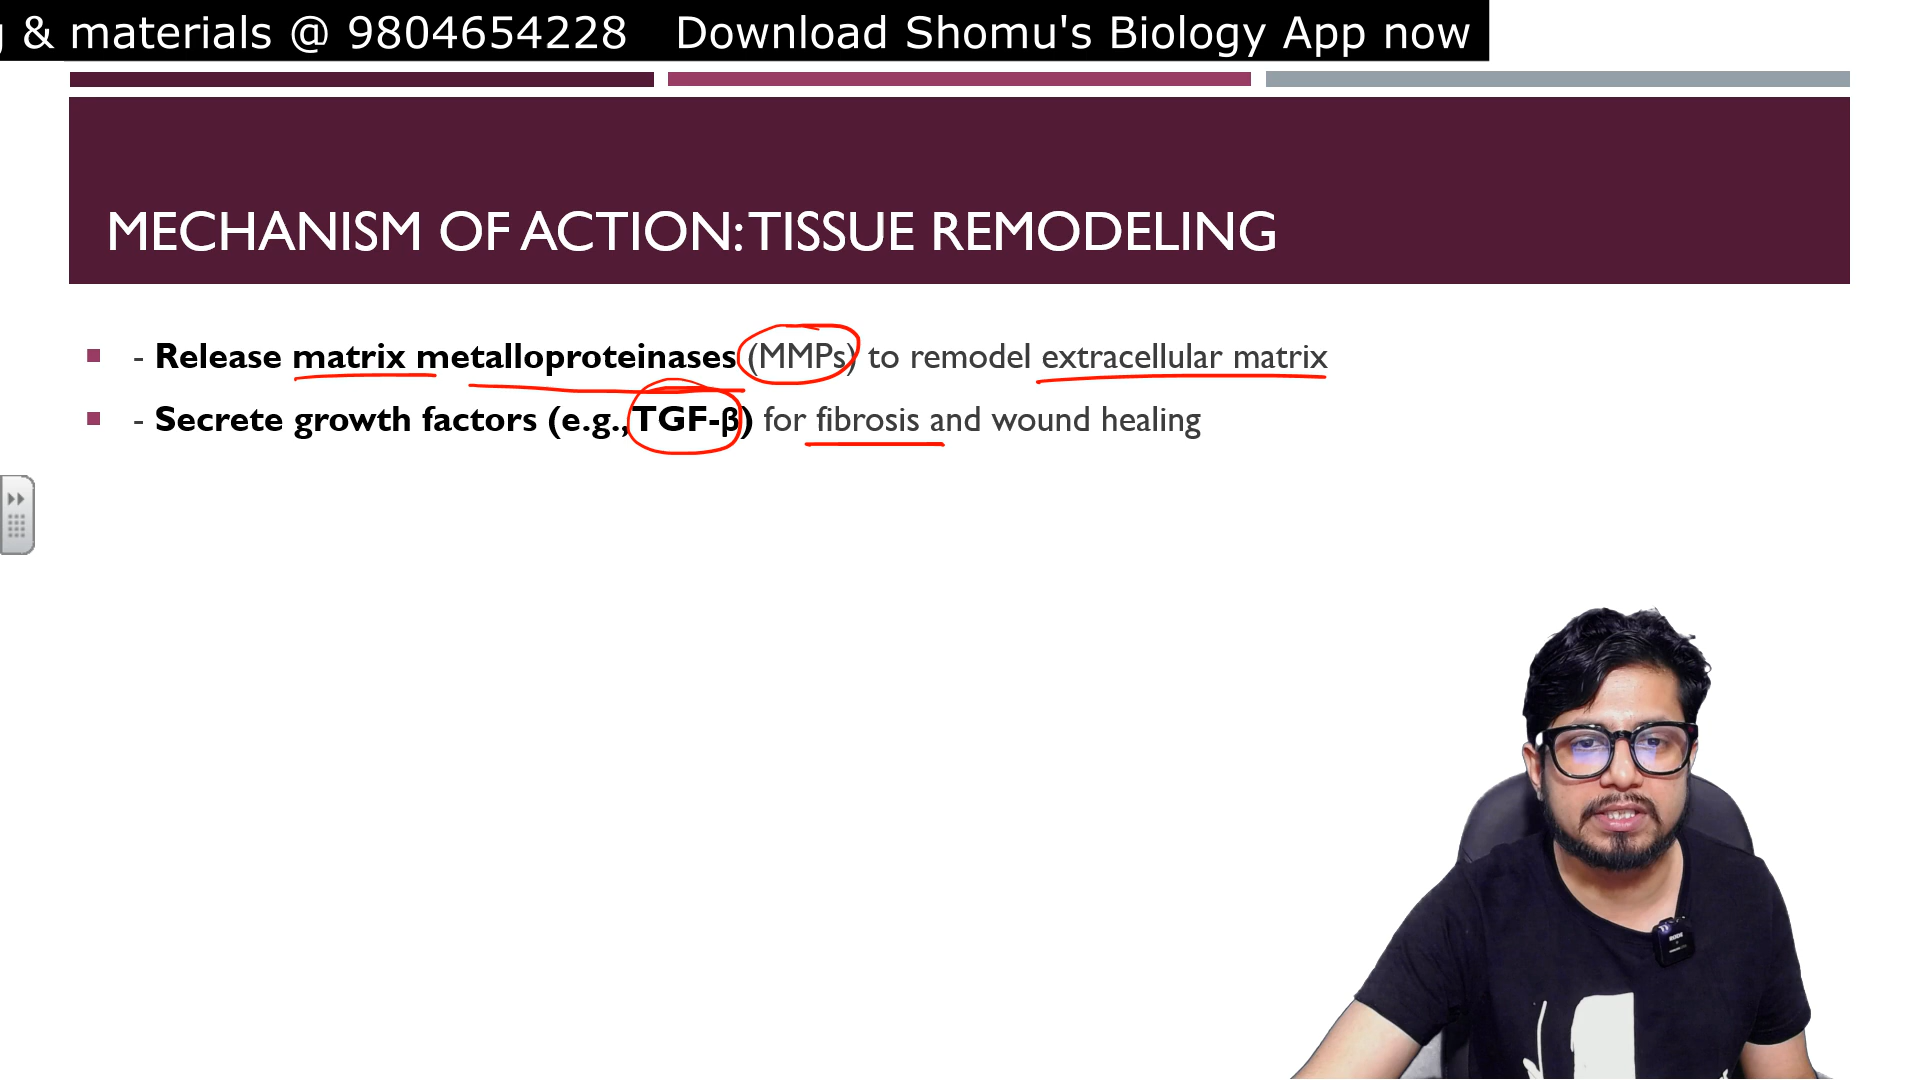 & materials @ 9804654228 Download Shomu's Biology App now
MECHANISM OF ACTION: TISSUE REMODELING
- Release matrix metalloproteinases (MMPs) to remodel extracellular matrix
- Secrete growth factors (e.g., TGF-β) for fibrosis and wound healing
RODE